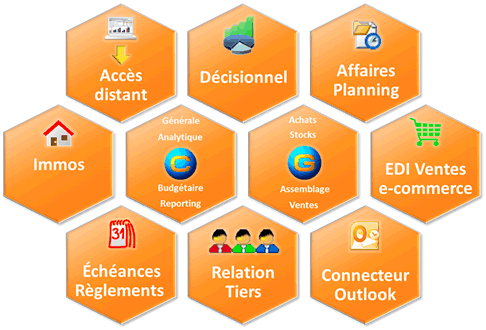 Accès
distant
Décisionnel
Affaires
Planning
Immos
Générale
Analytique
C
Budgétaire
Reporting
Achats
Stocks
G
Assemblage
Ventes
EDI Ventes
e-commerce
31
Échéances
Règlements
Relation
Tiers
O
Connecteur
Outlook